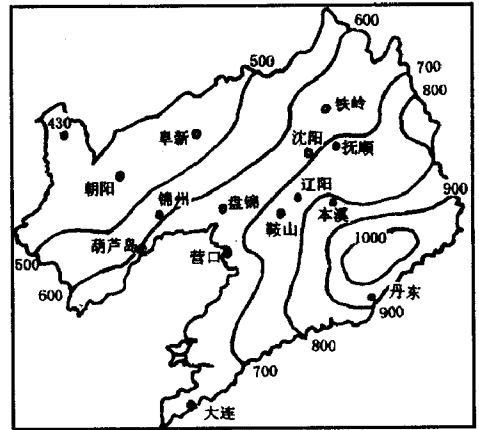 600
500
700
800
铁岭
430
阜新
沈阳
抚顺
朝阳
辽阳
900
锦州
盘锦
本溪
鞍山
葫芦岛
1000
500
营口
600
丹东
900
800
700
大连